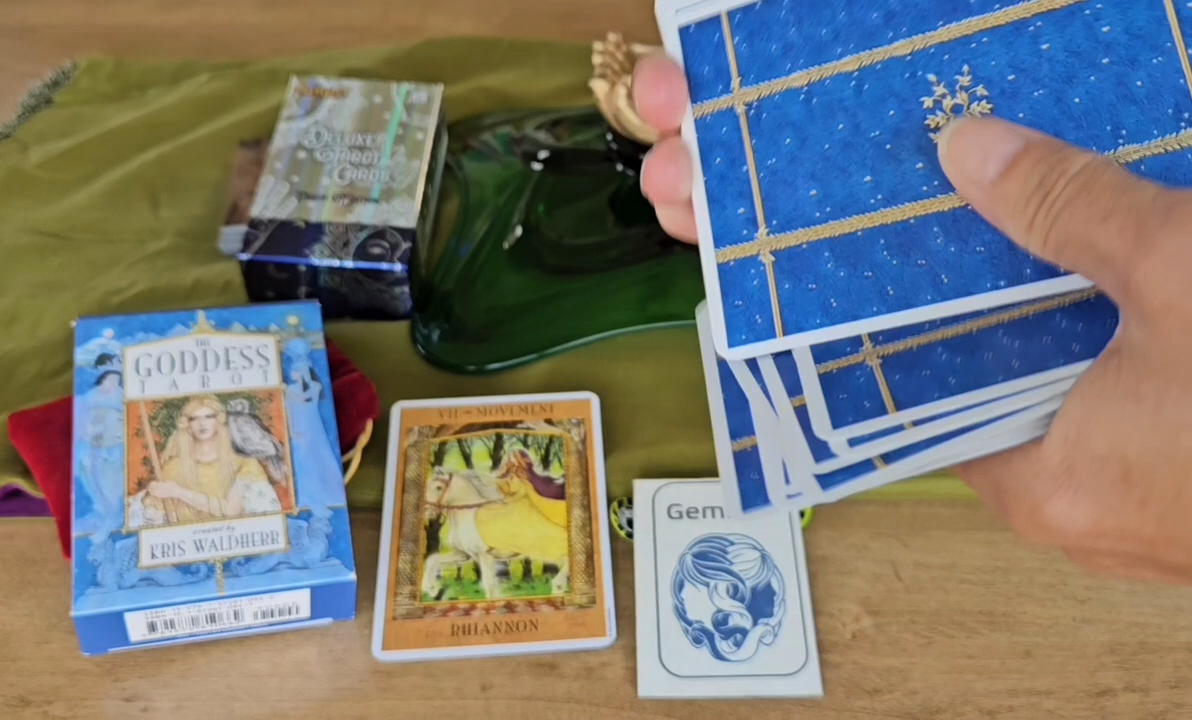 DELUXE
TAROT
CARDS
THE
GODDESS
TAROT
created by
KRIS WALDHERR
VII – MOVEMENT
RHIANNON
Gem